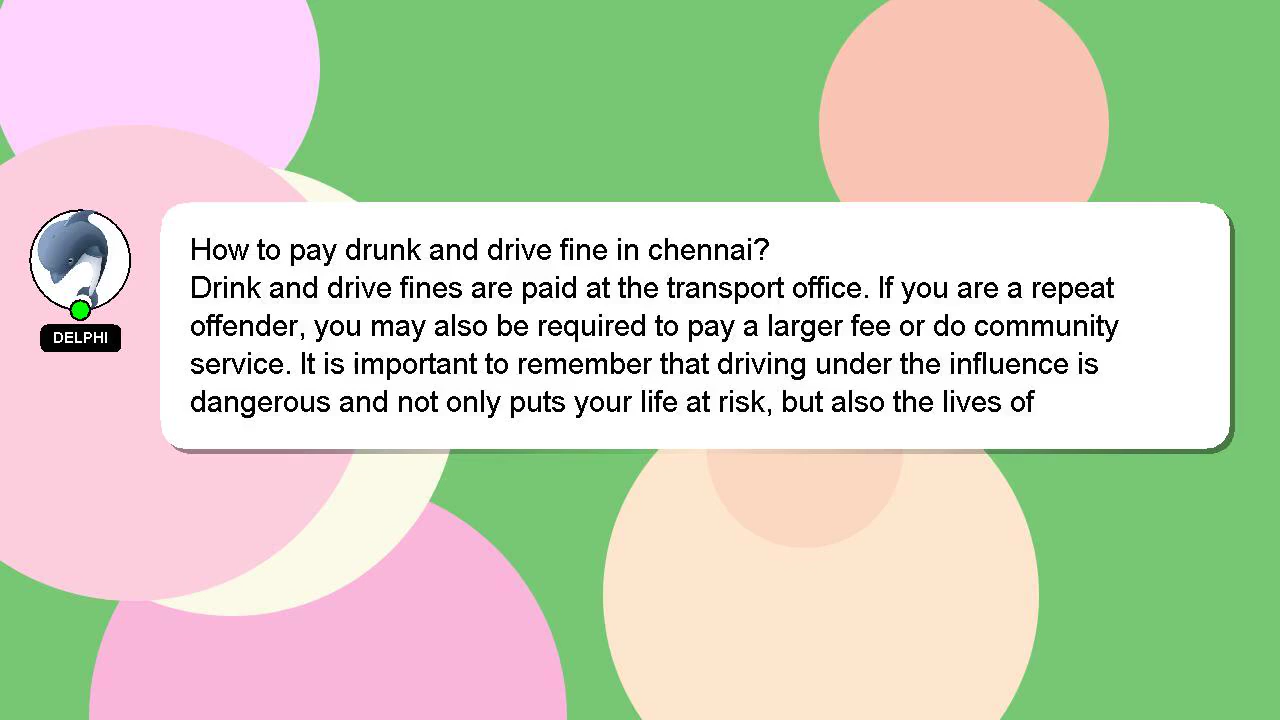 How to pay drunk and drive fine in chennai?
Drink and drive fines are paid at the transport office. If you are a repeat
offender, you may also be required to pay a larger fee or do community
service. It is important to remember that driving under the influence is
dangerous and not only puts your life at risk, but also the lives of
DELPHI